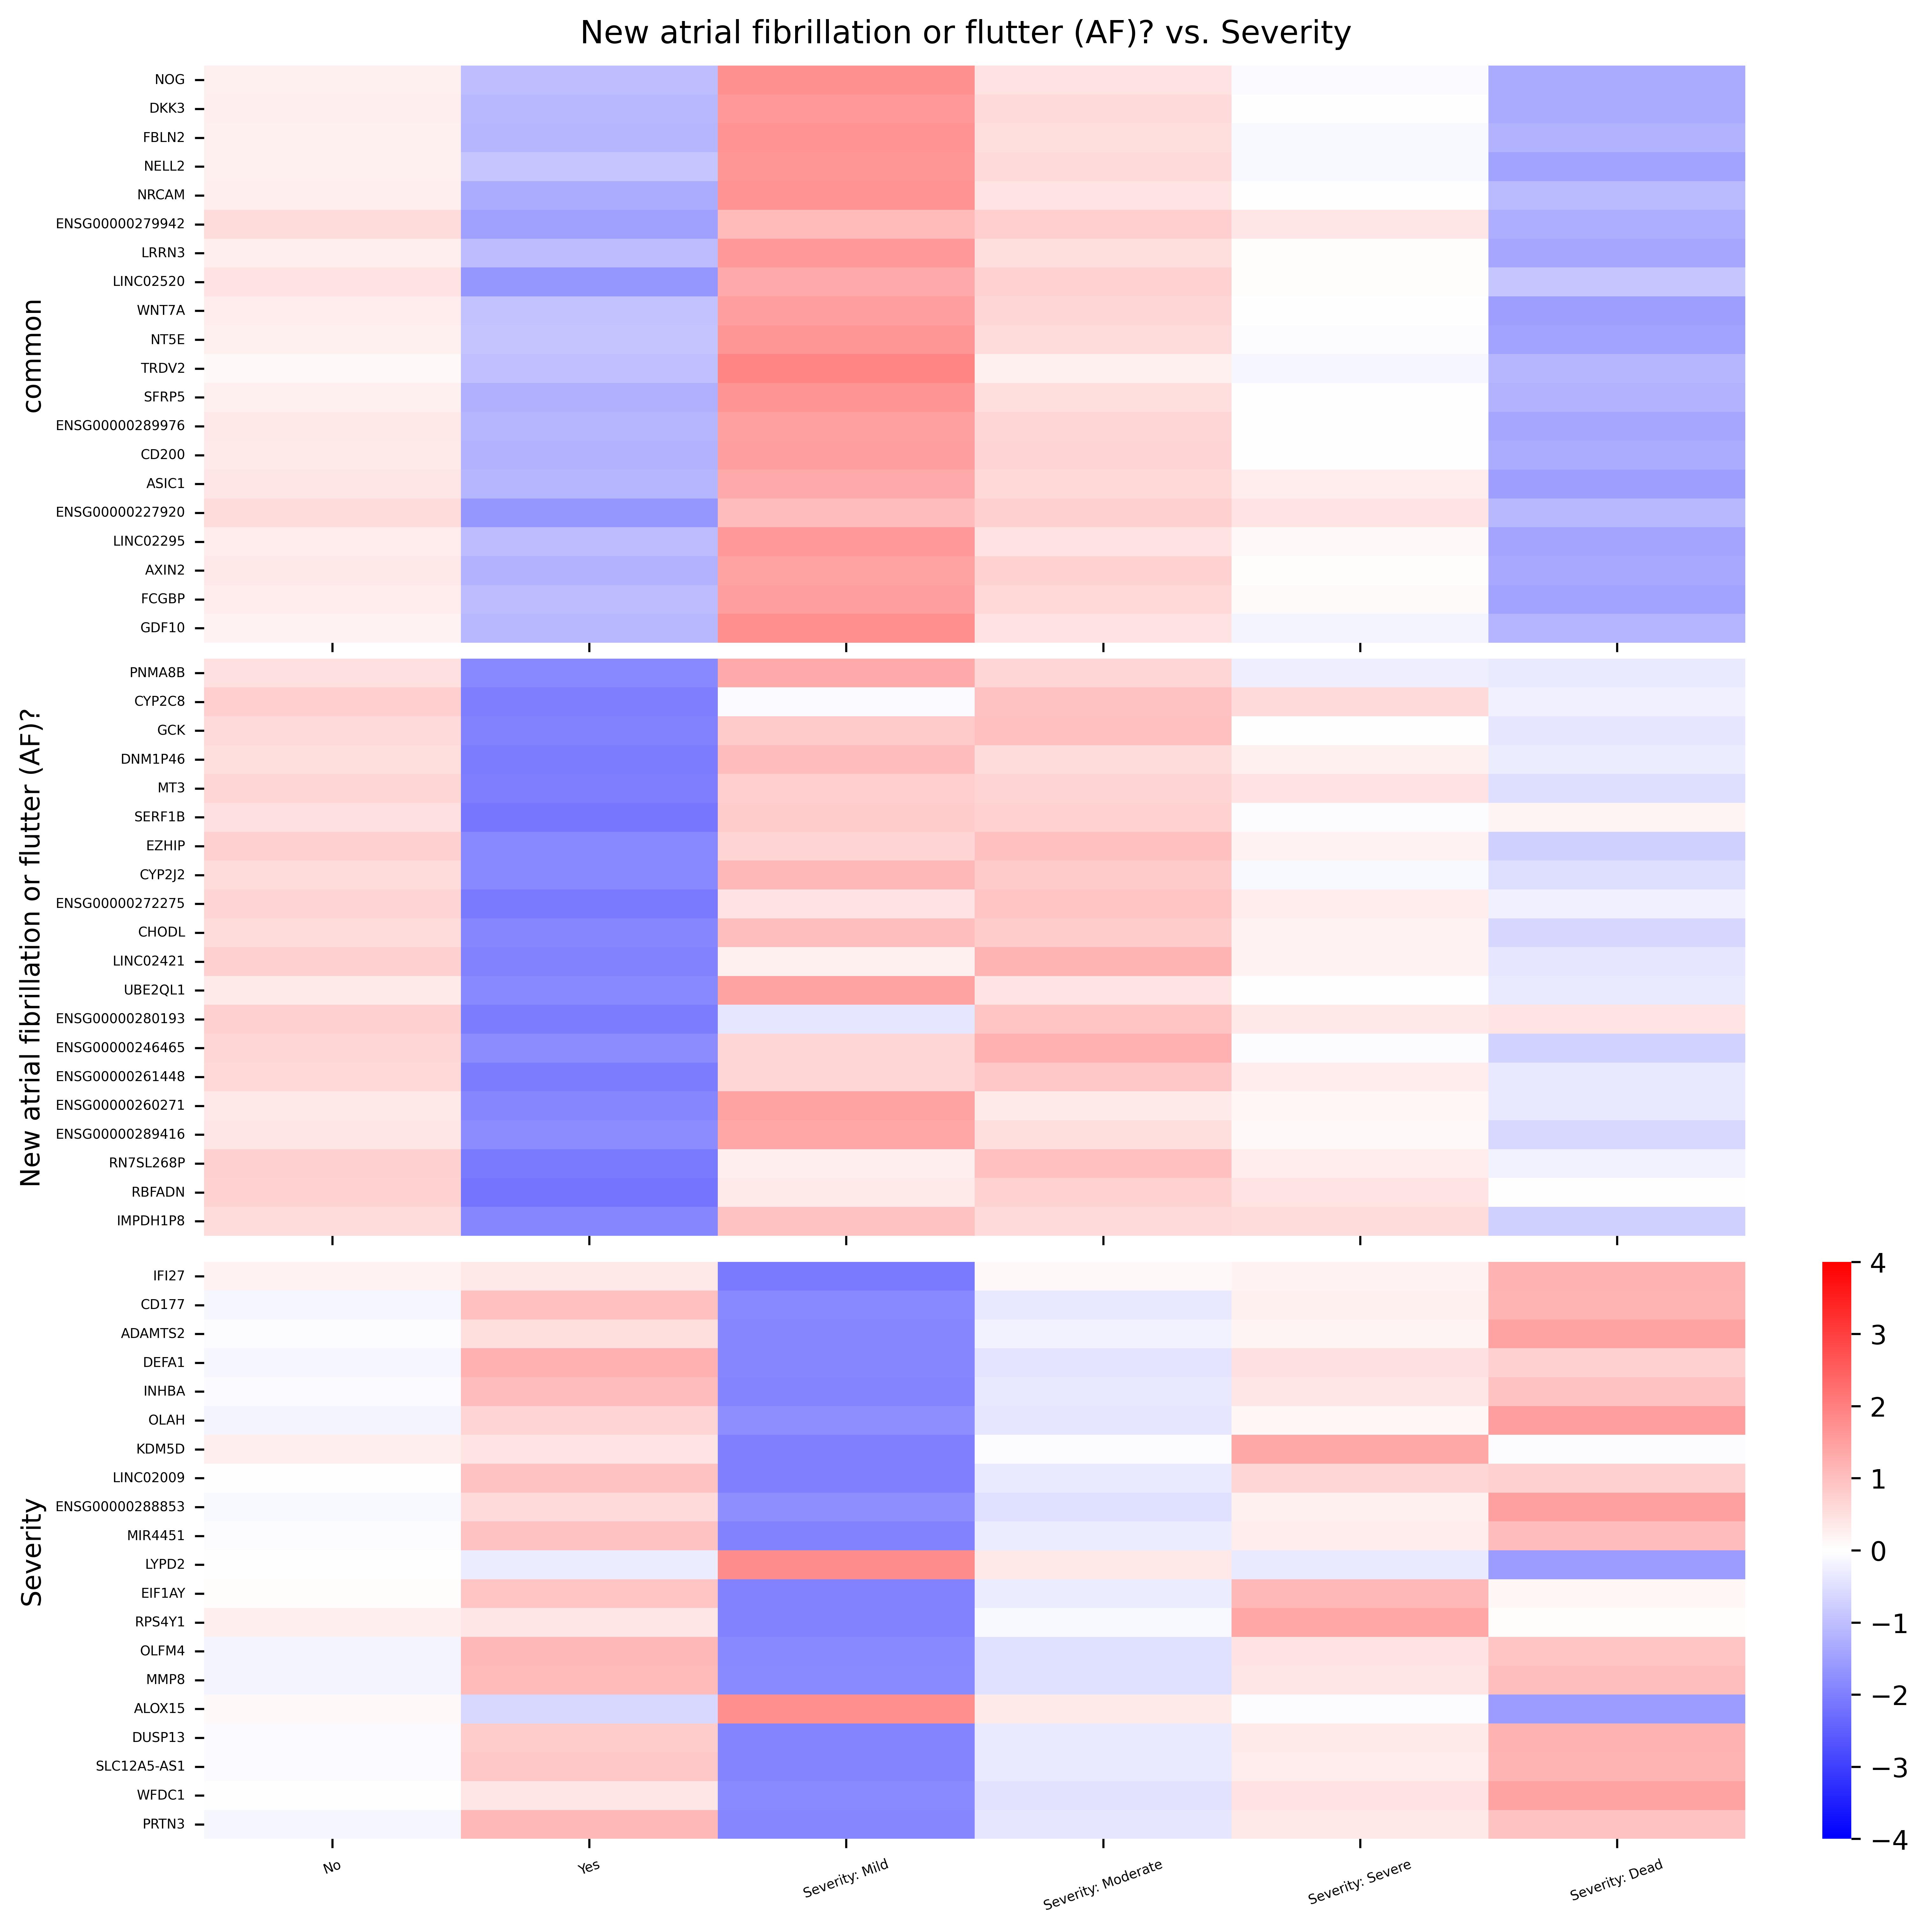 New atrial fibrillation or flutter (AF)? vs. Severity
common
NOG
DKK3
FBLN2
NELL2
NRCAM
ENSG00000279942
LRRN3
LINC02520
WNT7A
NT5E
TRDV2
SFRP5
ENSG00000289976
CD200
ASIC1
ENSG00000227920
LINC02295
AXIN2
FCGBP
GDF10
New atrial fibrillation or flutter (AF)?
PNMA8B
CYP2C8
GCK
DNM1P46
MT3
SERF1B
EZHIP
CYP2J2
ENSG00000272275
CHODL
LINC02421
UBE2QL1
ENSG00000280193
ENSG00000246465
ENSG00000261448
ENSG00000260271
ENSG00000289416
RN7SL268P
RBFADN
IMPDH1P8
Severity
IFI27
CD177
ADAMTS2
DEFA1
INHBA
OLAH
KDM5D
LINC02009
ENSG00000288853
MIR4451
LYPD2
EIF1AY
RPS4Y1
OLFM4
MMP8
ALOX15
DUSP13
SLC12A5-AS1
WFDC1
PRTN3
No
Yes
Severity: Mild
Severity: Moderate
Severity: Severe
Severity: Dead
4
3
2
1
0
−1
−2
−3
−4